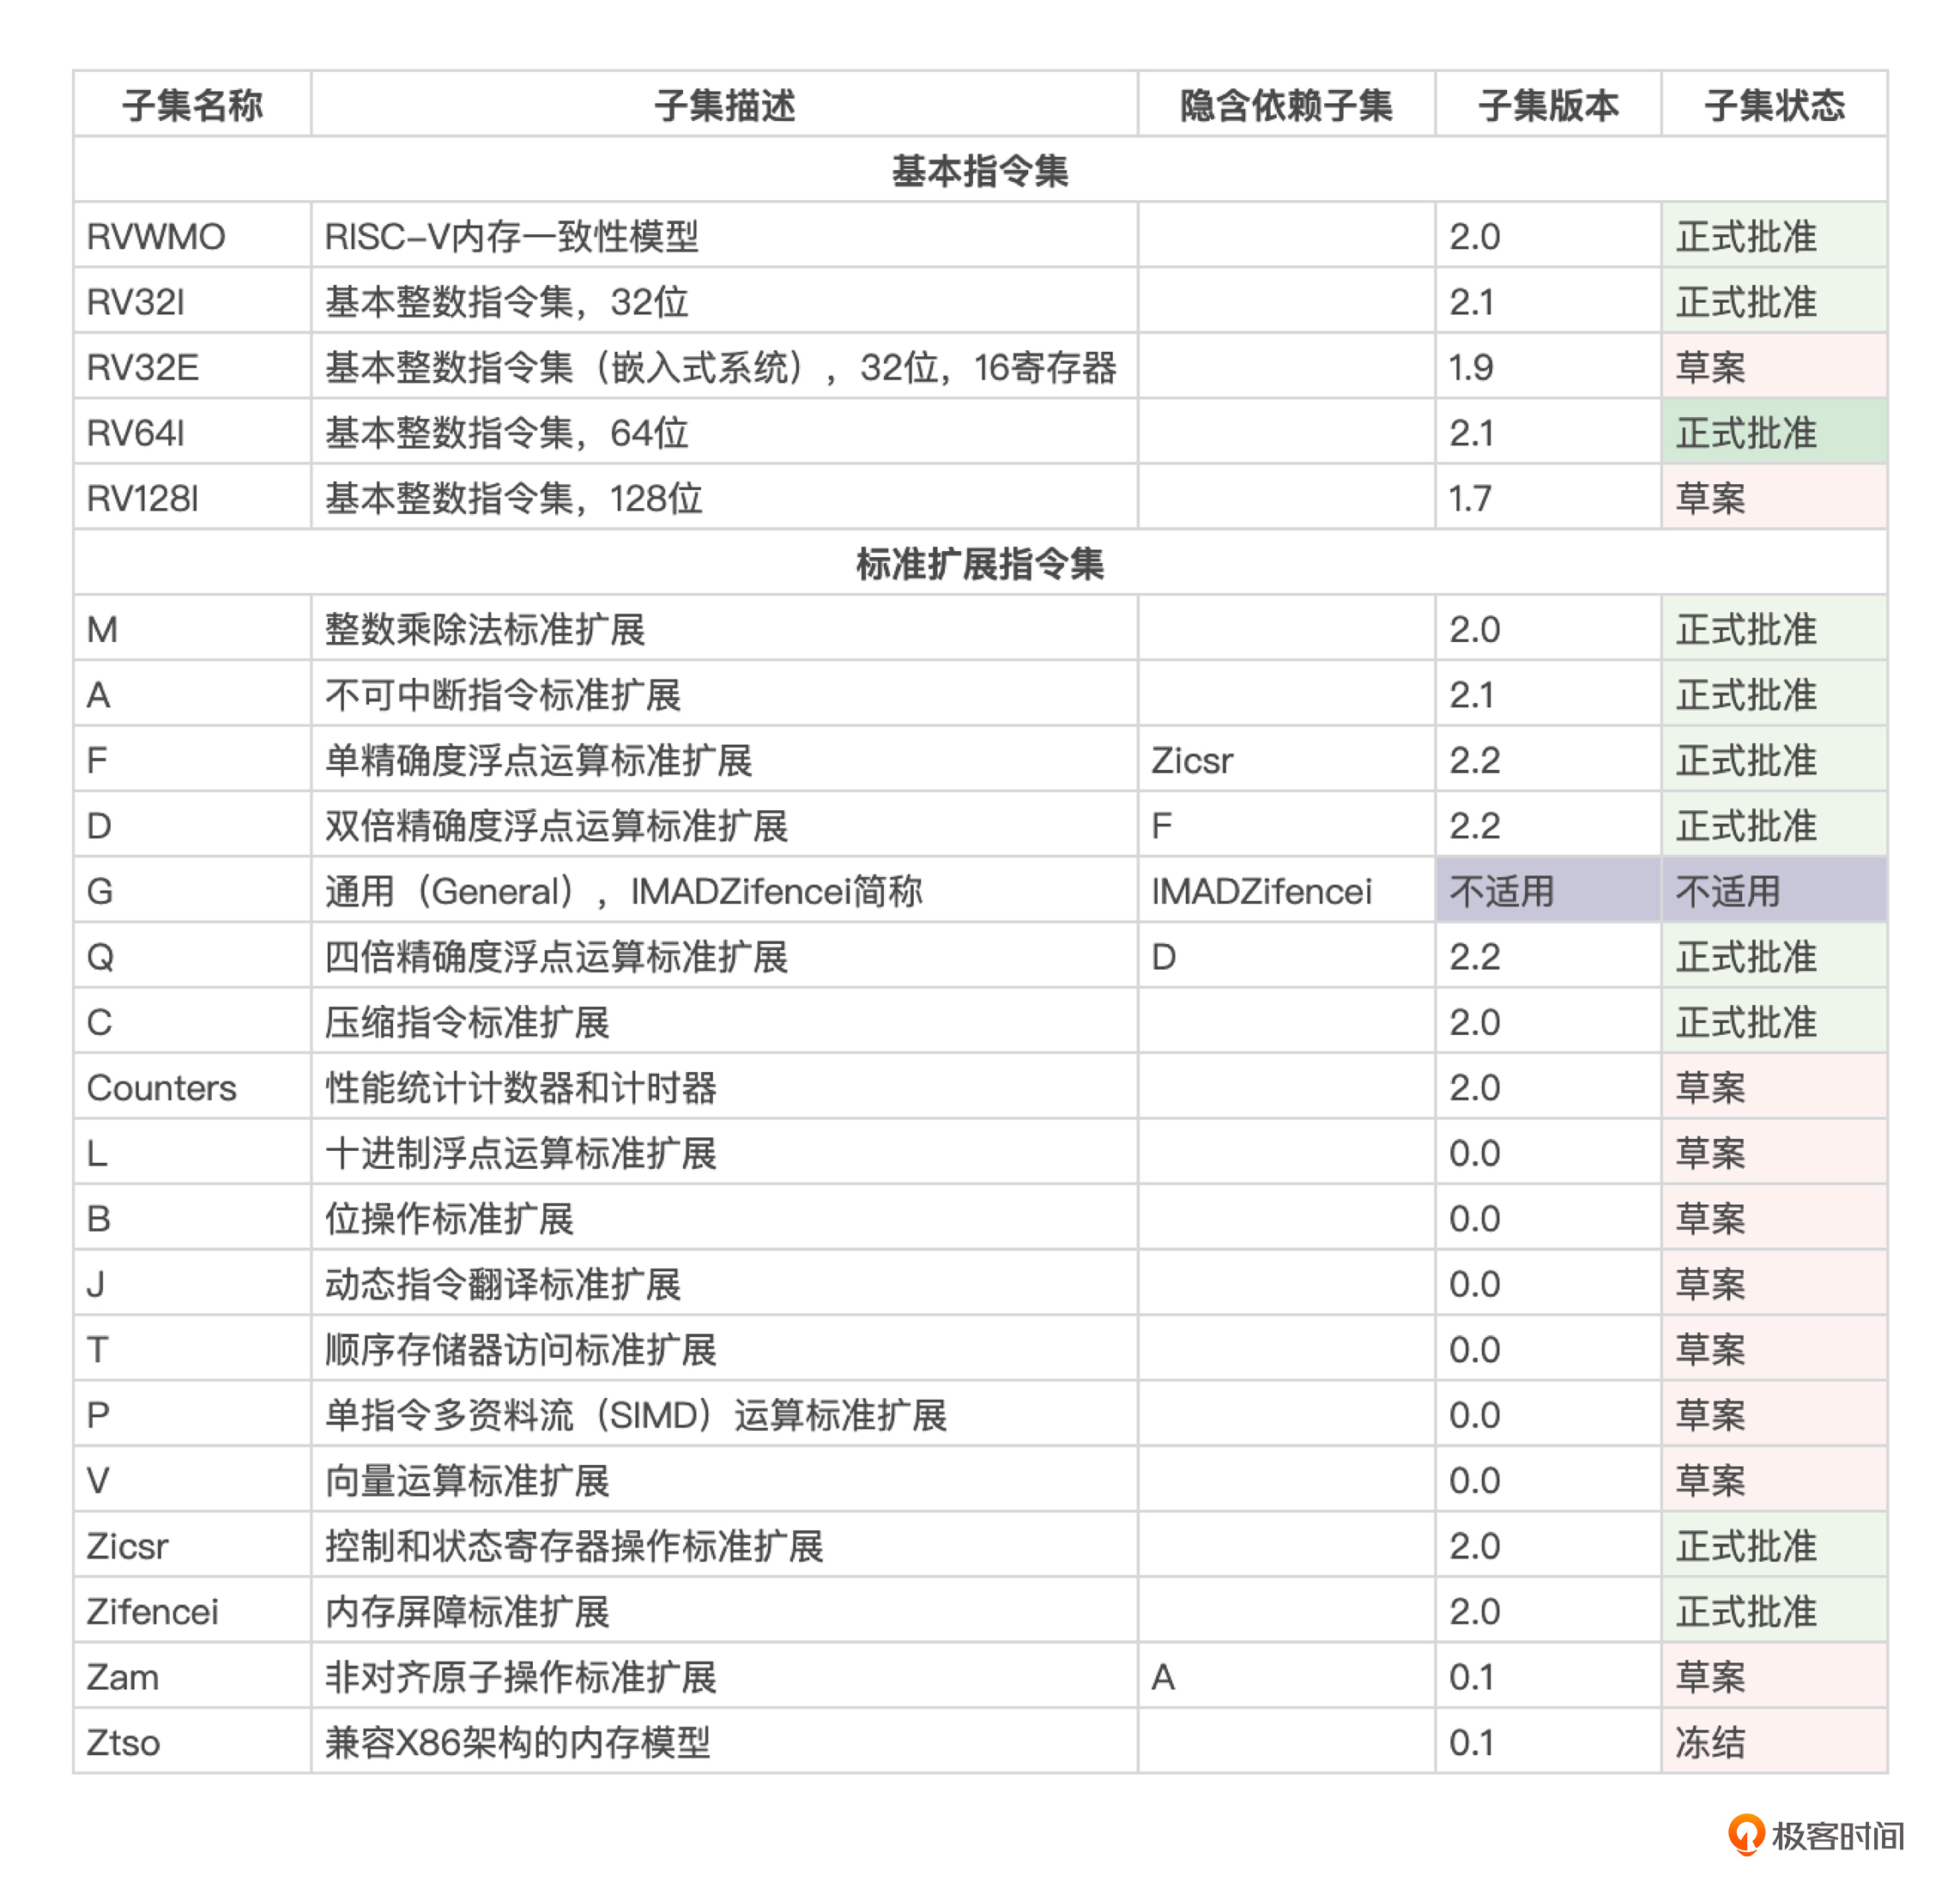 子集名称 子集描述 隐含依赖子集 子集版本 子集状态
基本指令集
RVWMO RISC-V内存一致性模型 2.0 正式批准
RV32I 基本整数指令集，32位 2.1 正式批准
RV32E 基本整数指令集（嵌入式系统），32位，16寄存器 1.9 草案
RV64I 基本整数指令集，64位 2.1 正式批准
RV128I 基本整数指令集，128位 1.7 草案
标准扩展指令集
M 整数乘除法标准扩展 2.0 正式批准
A 不可中断指令标准扩展 2.1 正式批准
F 单精确度浮点运算标准扩展 Zicsr 2.2 正式批准
D 双倍精确度浮点运算标准扩展 F 2.2 正式批准
G 通用（General），IMADZifencei简称 IMADZifencei 不适用 不适用
Q 四倍精确度浮点运算标准扩展 D 2.2 正式批准
C 压缩指令标准扩展 2.0 正式批准
Counters 性能统计计数器和计时器 2.0 草案
L 十进制浮点运算标准扩展 0.0 草案
B 位操作标准扩展 0.0 草案
J 动态指令翻译标准扩展 0.0 草案
T 顺序存储器访问标准扩展 0.0 草案
P 单指令多资料流（SIMD）运算标准扩展 0.0 草案
V 向量运算标准扩展 0.0 草案
Zicsr 控制和状态寄存器操作标准扩展 2.0 正式批准
Zifencei 内存屏障标准扩展 2.0 正式批准
Zam 非对齐原子操作标准扩展 A 0.1 草案
Ztso 兼容X86架构的内存模型 0.1 冻结
极客时间